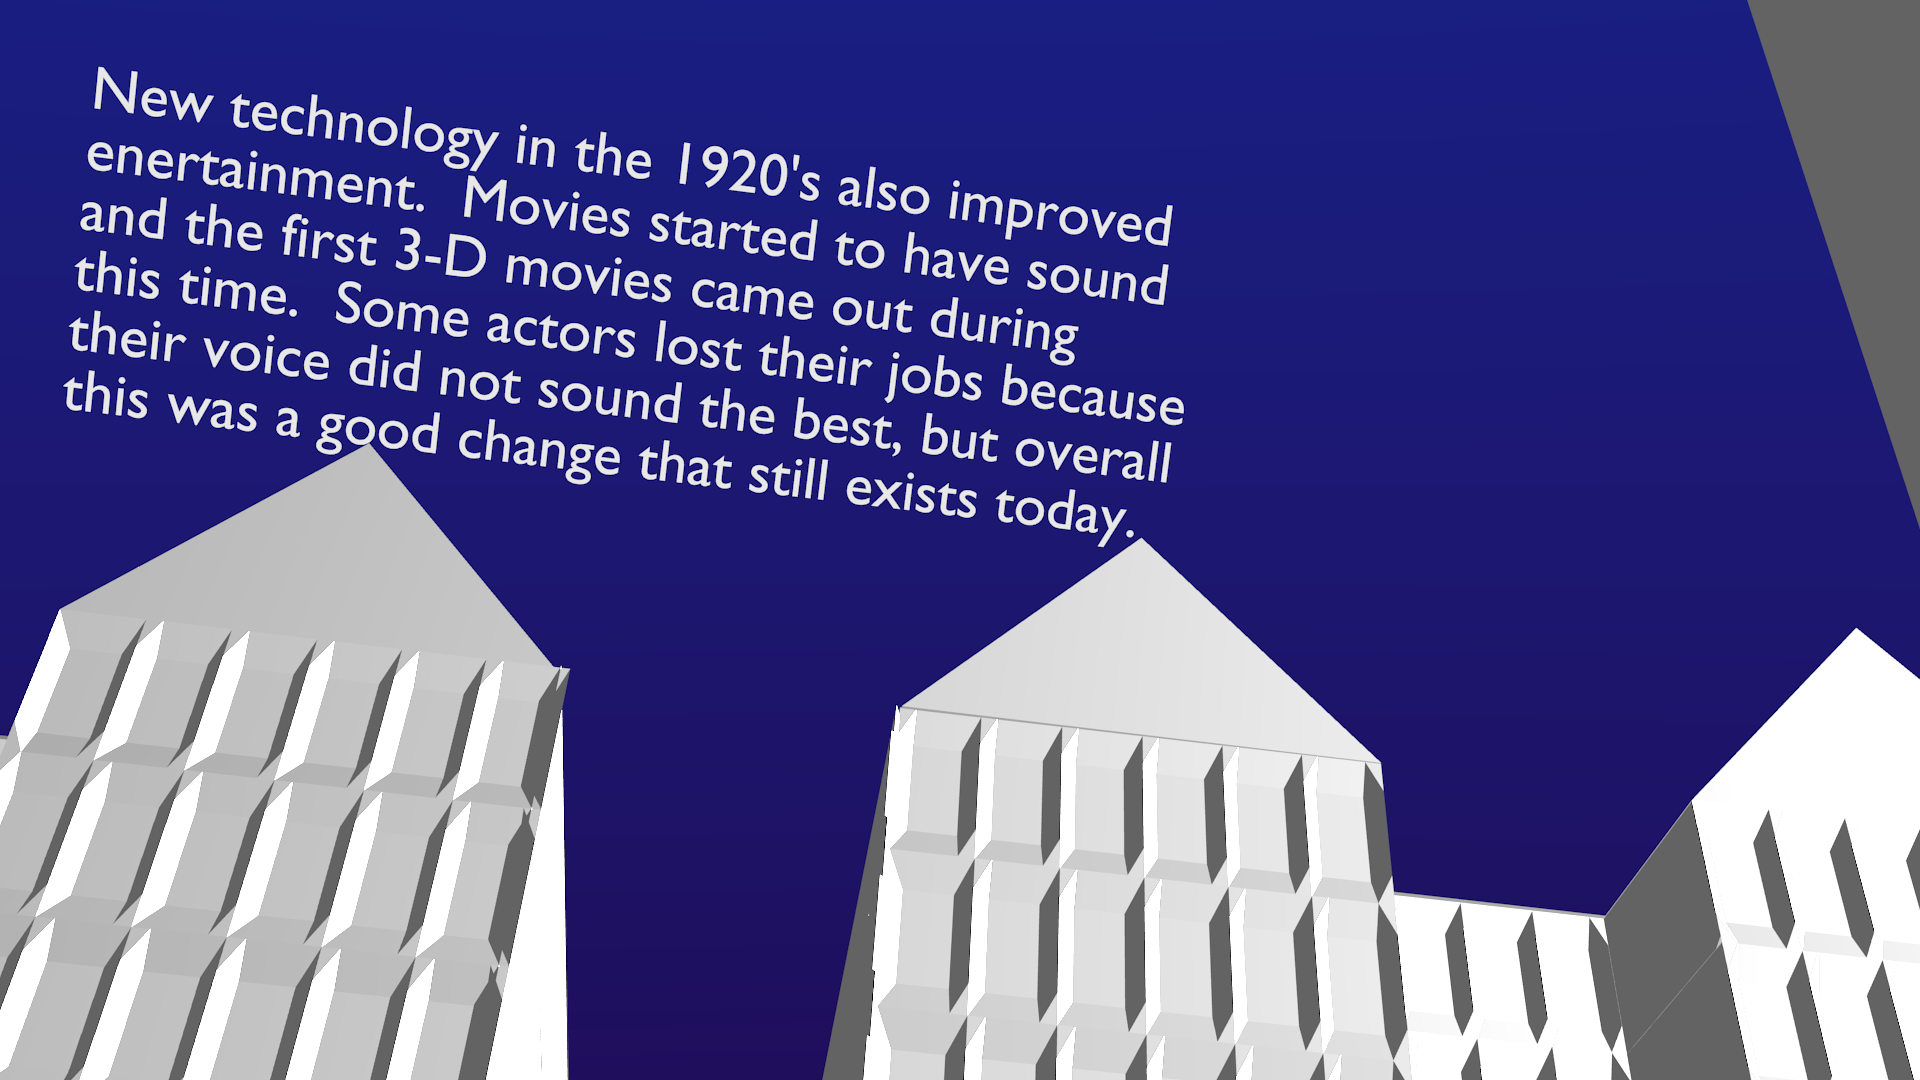 New technology in the 1920's also improved
enertainment.  Movies started to have sound
and the first 3-D movies came out during
this time.  Some actors lost their jobs because
their voice did not sound the best, but overall
this was a good change that still exists today.